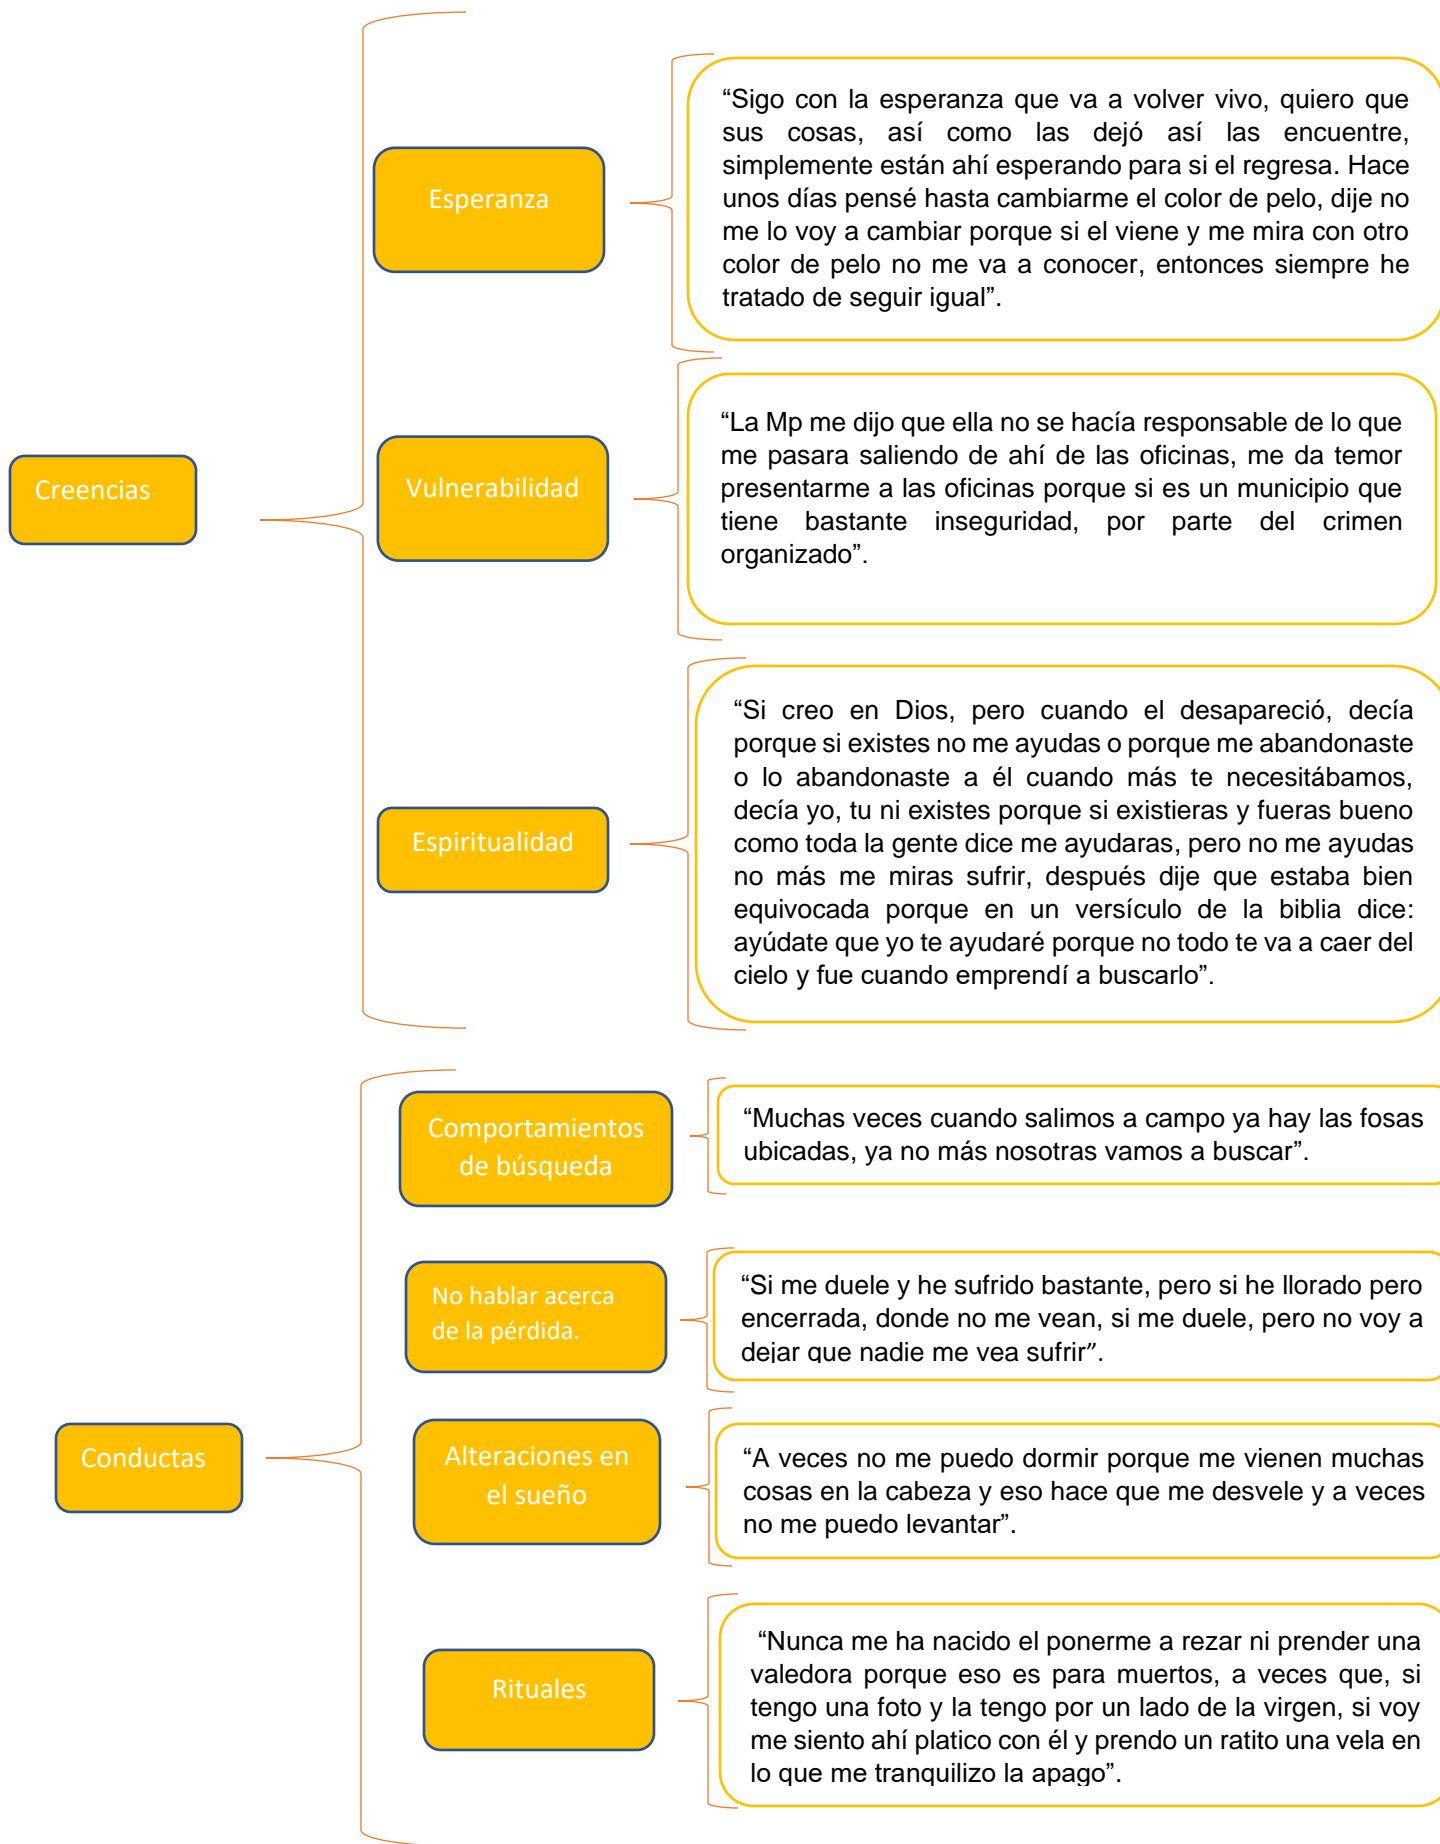 Creencias
Esperanza
“Sigo con la esperanza que va a volver vivo, quiero que
sus cosas, así como las dejó así las encuentre,
simplemente están ahí esperando para si el regresa. Hace
unos días pensé hasta cambiarme el color de pelo, dije no
me lo voy a cambiar porque si el viene y me mira con otro
color de pelo no me va a conocer, entonces siempre he
tratado de seguir igual”.
Vulnerabilidad
“La Mp me dijo que ella no se hacía responsable de lo que
me pasara saliendo de ahí de las oficinas, me da temor
presentarme a las oficinas porque si es un municipio que
tiene bastante inseguridad, por parte del crimen
organizado”.
Espiritualidad
“Si creo en Dios, pero cuando el desapareció, decía
porque si existes no me ayudas o porque me abandonaste
o lo abandonaste a él cuando más te necesitábamos,
decía yo, tu ni existes porque si existieras y fueras bueno
como toda la gente dice me ayudaras, pero no me ayudas
no más me miras sufrir, después dije que estaba bien
equivocada porque en un versículo de la biblia dice:
ayúdate que yo te ayudaré porque no todo te va a caer del
cielo y fue cuando emprendí a buscarlo”.
Conductas
Comportamientos
de búsqueda
“Muchas veces cuando salimos a campo ya hay las fosas
ubicadas, ya no más nosotras vamos a buscar”.
No hablar acerca
de la pérdida.
“Si me duele y he sufrido bastante, pero si he llorado pero
encerrada, donde no me vean, si me duele, pero no voy a
dejar que nadie me vea sufrir”.
Alteraciones en
el sueño
“A veces no me puedo dormir porque me vienen muchas
cosas en la cabeza y eso hace que me desvele y a veces
no me puedo levantar”.
Rituales
“Nunca me ha nacido el ponerme a rezar ni prender una
valedora porque eso es para muertos, a veces que, si
tengo una foto y la tengo por un lado de la virgen, si voy
me siento ahí platico con él y prendo un ratito una vela en
lo que me tranquilizo la apago”.